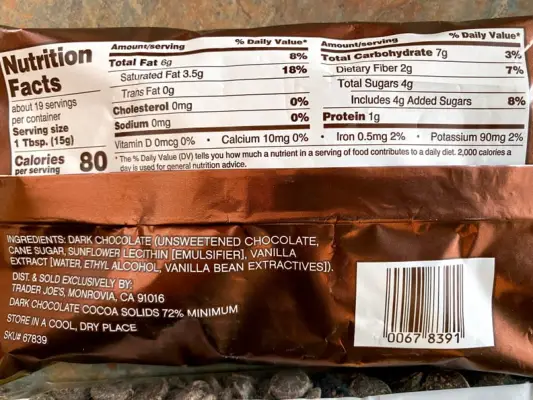 Nutrition
Facts
about 19 servings
per container
Serving size
1 Tbsp. (15g)
Calories
per serving
80
Amount/serving % Daily Value*
Total Fat 6g 8%
Saturated Fat 3.5g 18%
Trans Fat 0g
Cholesterol 0mg 0%
Sodium 0mg 0%
Amount/serving % Daily Value*
Total Carbohydrate 7g 3%
Dietary Fiber 2g 7%
Total Sugars 4g
Includes 4g Added Sugars 8%
Protein 1g
Vitamin D 0mcg 0% • Calcium 10mg 0% • Iron 0.5mg 2% • Potassium 90mg 2%
* The % Daily Value (DV) tells you how much a nutrient in a serving of food contributes to a daily diet. 2,000 calories a
day is used for general nutrition advice.
INGREDIENTS: DARK CHOCOLATE (UNSWEETENED CHOCOLATE,
CANE SUGAR, SUNFLOWER LECITHIN [EMULSIFIER], VANILLA
EXTRACT [WATER, ETHYL ALCOHOL, VANILLA BEAN EXTRACTIVES]).
DIST. & SOLD EXCLUSIVELY BY:
TRADER JOE'S, MONROVIA, CA 91016
DARK CHOCOLATE COCOA SOLIDS 72% MINIMUM
STORE IN A COOL, DRY PLACE
SKU# 67839
0067 8391